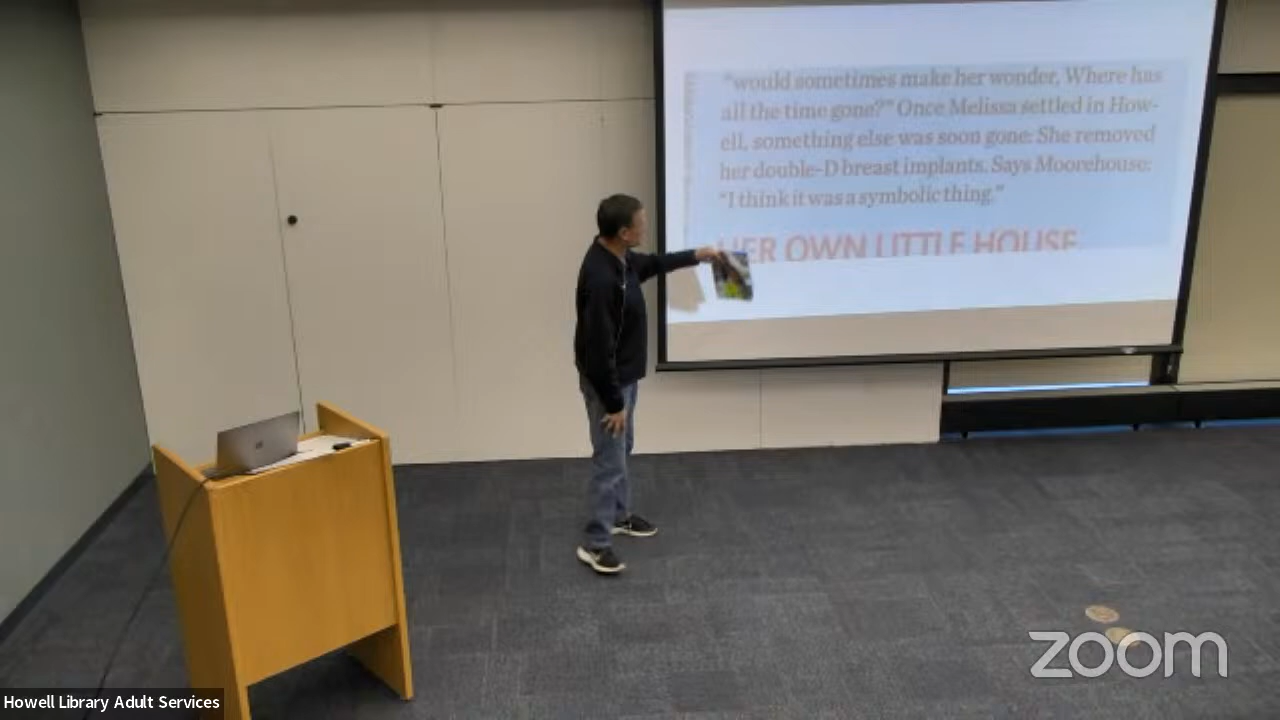 "would sometimes make her wonder, Where has
all the time gone?" Once Melissa settled in How-
ell, something else was soon gone: She removed
her double-D breast implants. Says Moorehouse:
"I think it was a symbolic thing."
HER OWN LITTLE HOUSE
zoom
Howell Library Adult Services